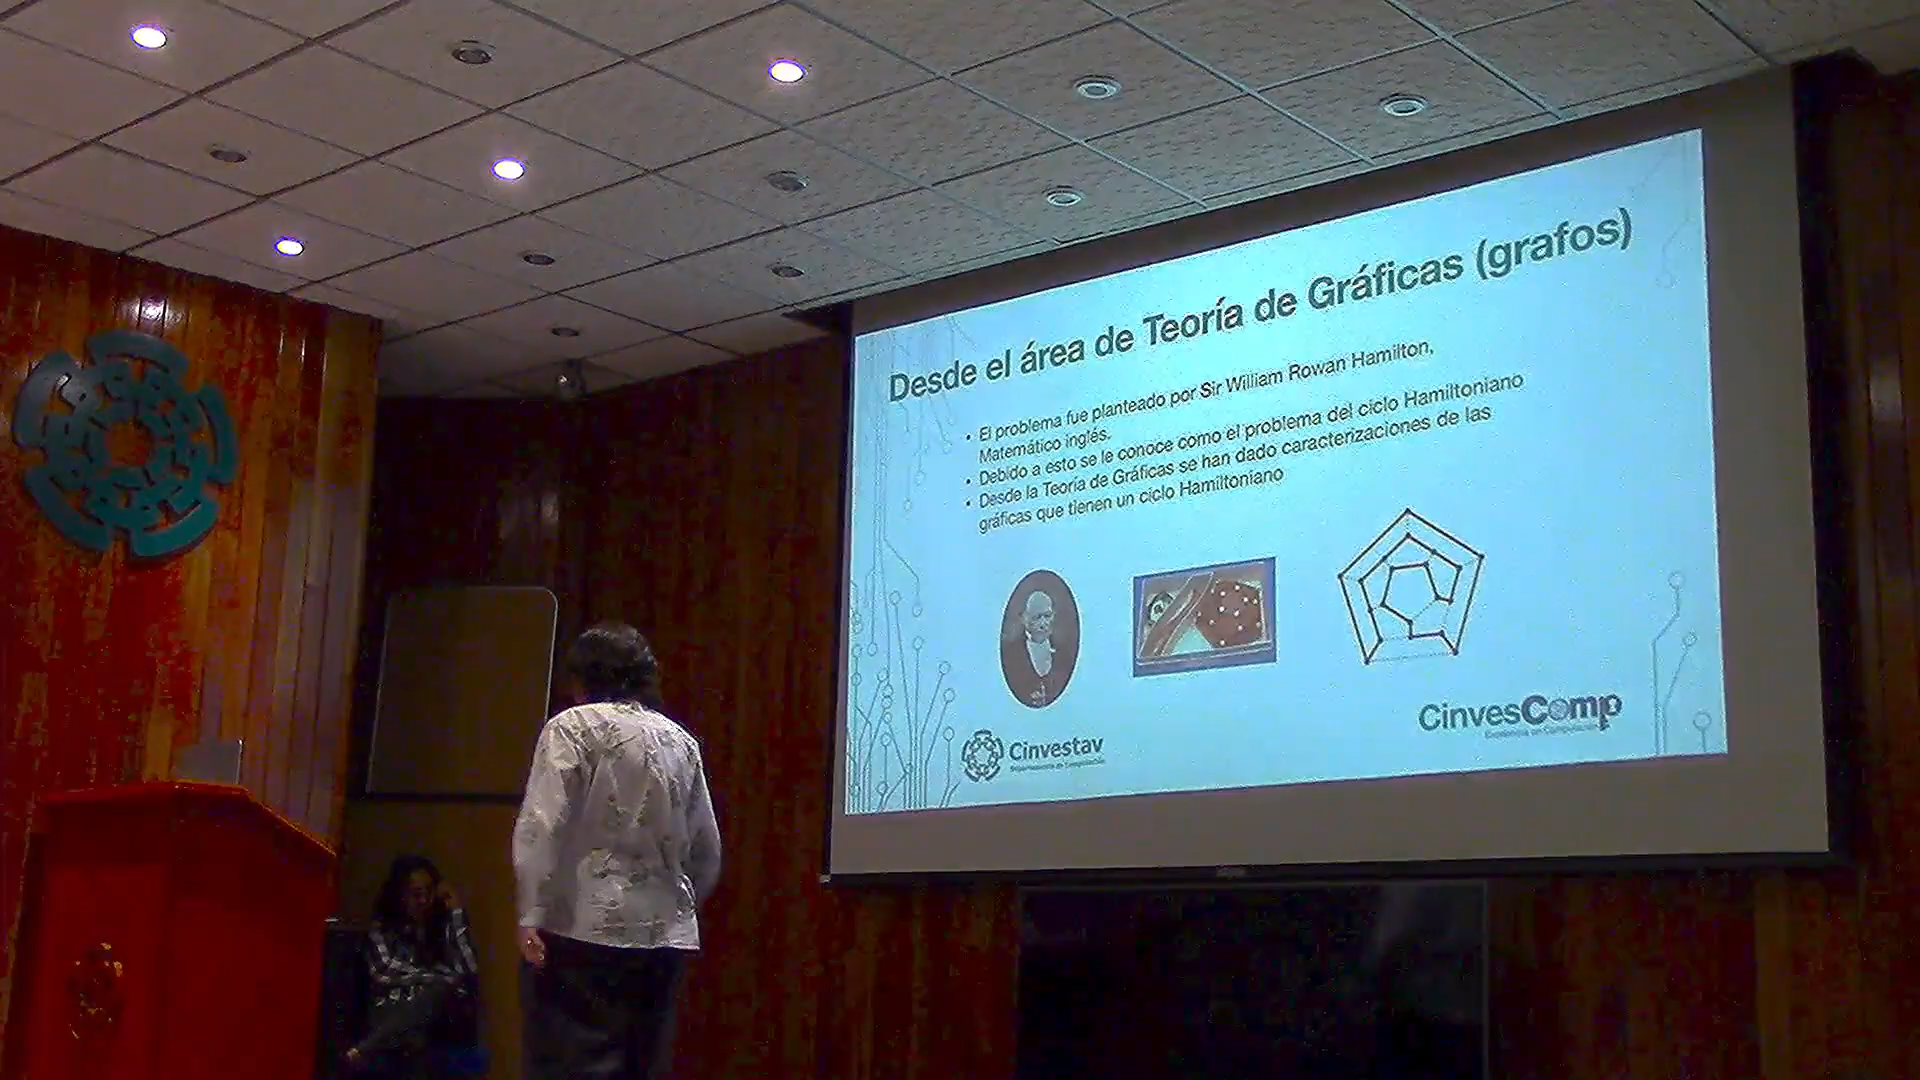 Desde el área de Teoría de Gráficas (grafos)
• El problema fue planteado por Sir William Rowan Hamilton,
Matemático inglés.
• Debido a esto se le conoce como el problema del ciclo Hamiltoniano
• Desde la Teoría de Gráficas se han dado caracterizaciones de las
gráficas que tienen un ciclo Hamiltoniano
Cinvestav
CinvesComp